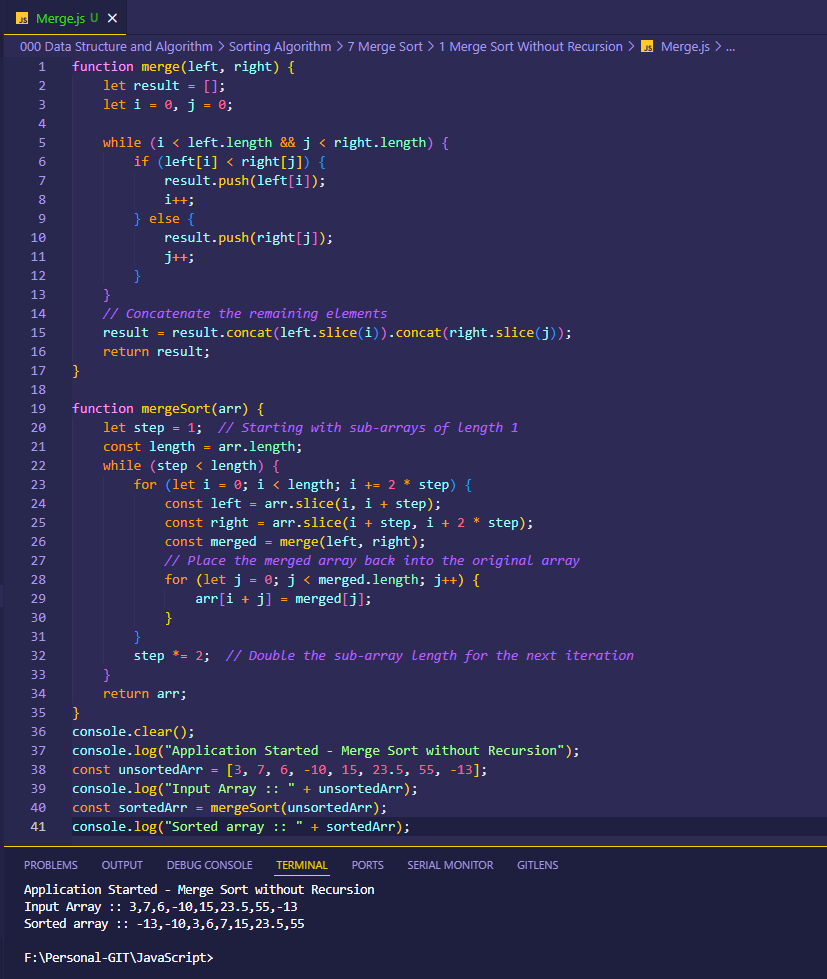 JS Merge.js U ×
000 Data Structure and Algorithm > Sorting Algorithm > 7 Merge Sort > 1 Merge Sort Without Recursion > JS Merge.js > ...
1 function merge(left, right) {
2     let result = [];
3     let i = 0, j = 0;
4
5     while (i < left.length && j < right.length) {
6         if (left[i] < right[j]) {
7             result.push(left[i]);
8             i++;
9         } else {
10             result.push(right[j]);
11             j++;
12         }
13     }
14     // Concatenate the remaining elements
15     result = result.concat(left.slice(i)).concat(right.slice(j));
16     return result;
17 }
18
19 function mergeSort(arr) {
20     let step = 1;  // Starting with sub-arrays of length 1
21     const length = arr.length;
22     while (step < length) {
23         for (let i = 0; i < length; i += 2 * step) {
24             const left = arr.slice(i, i + step);
25             const right = arr.slice(i + step, i + 2 * step);
26             const merged = merge(left, right);
27             // Place the merged array back into the original array
28             for (let j = 0; j < merged.length; j++) {
29                 arr[i + j] = merged[j];
30             }
31         }
32         step *= 2;  // Double the sub-array length for the next iteration
33     }
34     return arr;
35 }
36 console.clear();
37 console.log("Application Started - Merge Sort without Recursion");
38 const unsortedArr = [3, 7, 6, -10, 15, 23.5, 55, -13];
39 console.log("Input Array :: " + unsortedArr);
40 const sortedArr = mergeSort(unsortedArr);
41 console.log("Sorted array :: " + sortedArr);
PROBLEMS OUTPUT DEBUG CONSOLE TERMINAL PORTS SERIAL MONITOR GITLENS
Application Started - Merge Sort without Recursion
Input Array :: 3,7,6,-10,15,23.5,55,-13
Sorted array :: -13,-10,3,6,7,15,23.5,55
F:\Personal-GIT\JavaScript>